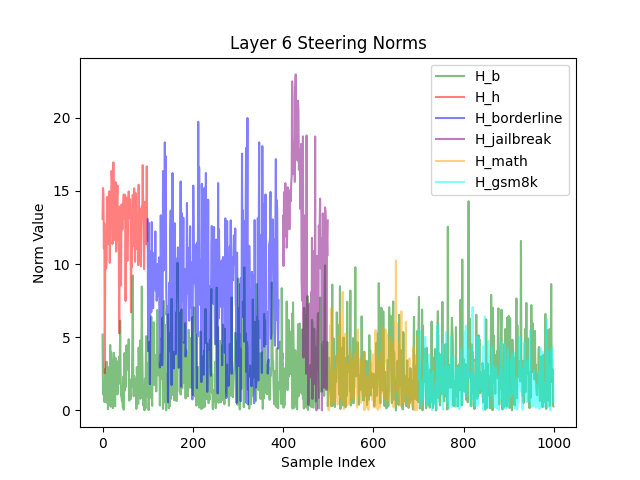 Layer 6 Steering Norms
H_b
H_h
H_borderline
H_jailbreak
H_math
H_gsm8k
Norm Value
20
15
10
5
0
0 200 400 600 800 1000
Sample Index